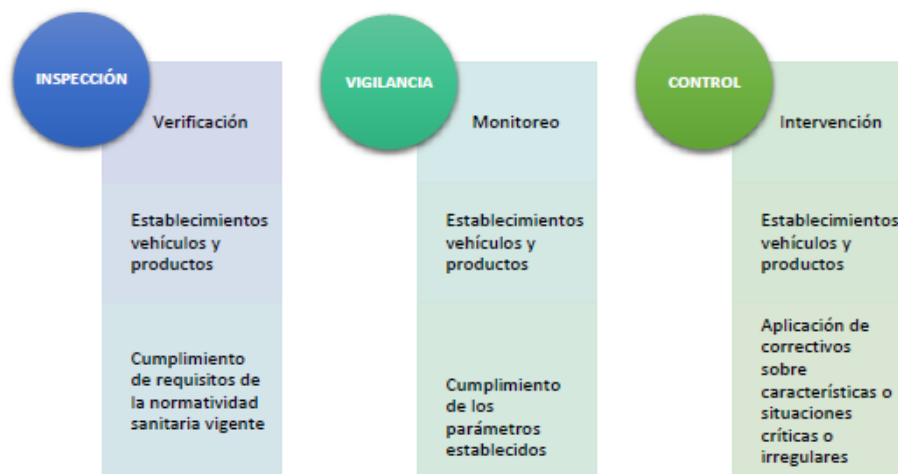 INSPECCIÓN
Verificación
Establecimientos
vehículos y
productos
Cumplimiento
de requisitos de
la normatividad
sanitaria vigente
VIGILANCIA
Monitoreo
Establecimientos
vehículos y
productos
Cumplimiento
de los
parámetros
establecidos
CONTROL
Intervención
Establecimientos
vehículos y
productos
Aplicación de
correctivos
sobre
características o
situaciones
críticas o
irregulares